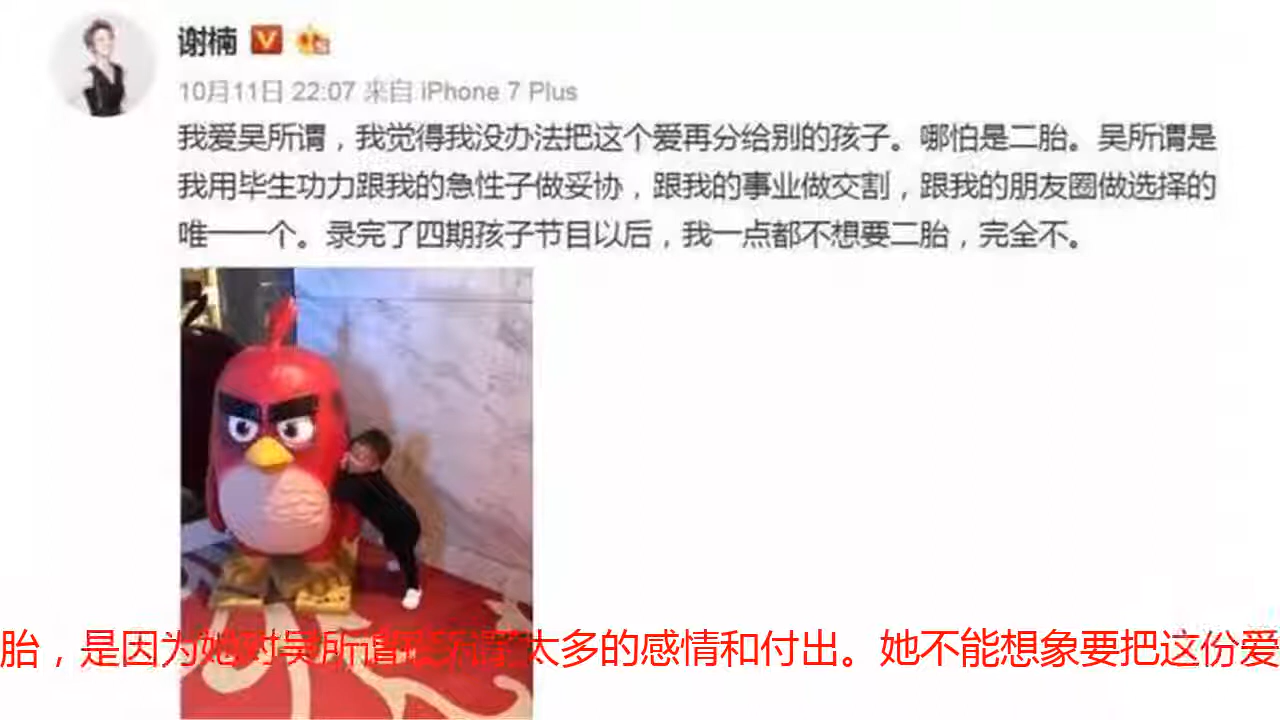 谢楠
10月11日 22:07 来自 iPhone 7 Plus
我爱吴所谓，我觉得我没办法把这个爱再分给别的孩子。哪怕是二胎。吴所谓是
我用毕生功力跟我的急性子做妥协，跟我的事业做交割，跟我的朋友圈做选择的
唯一一个。录完了四期孩子节目以后，我一点都不想要二胎，完全不。
胎，是因为她对吴所谓 太多的感情和付出。她不能想象要把这份爱